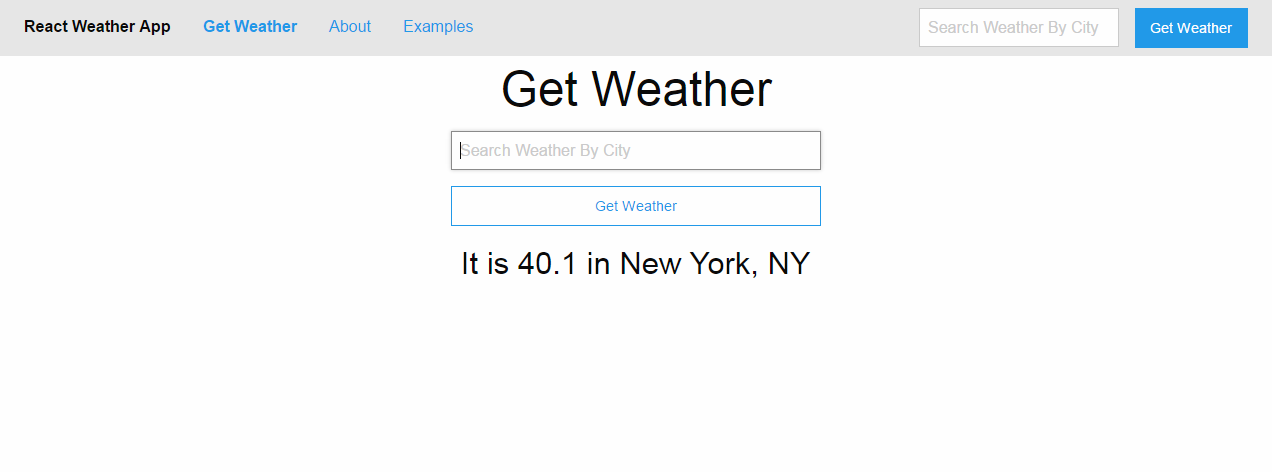 React Weather App Get Weather About Examples Search Weather By City Get Weather
Get Weather
Search Weather By City
Get Weather
It is 40.1 in New York, NY